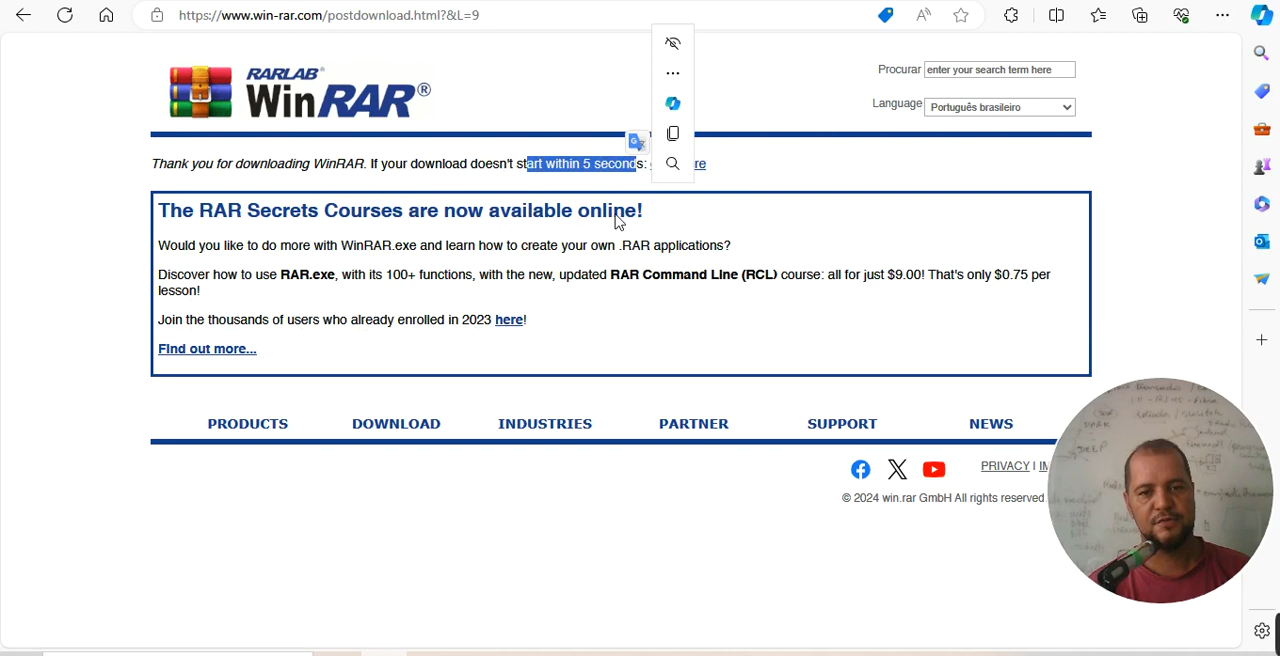 https://www.win-rar.com/postdownload.html?&L=9
RARLAB®
WinRAR®
Procurar enter your search term here
Language Português brasileiro
Thank you for downloading WinRAR. If your download doesn't start within 5 seconds: re
The RAR Secrets Courses are now available online!
Would you like to do more with WinRAR.exe and learn how to create your own .RAR applications?
Discover how to use RAR.exe, with its 100+ functions, with the new, updated RAR Command Line (RCL) course: all for just $9.00! That's only $0.75 per
lesson!
Join the thousands of users who already enrolled in 2023 here!
Find out more...
PRODUCTS DOWNLOAD INDUSTRIES PARTNER SUPPORT NEWS
PRIVACY I IM
© 2024 win.rar GmbH All rights reserved.